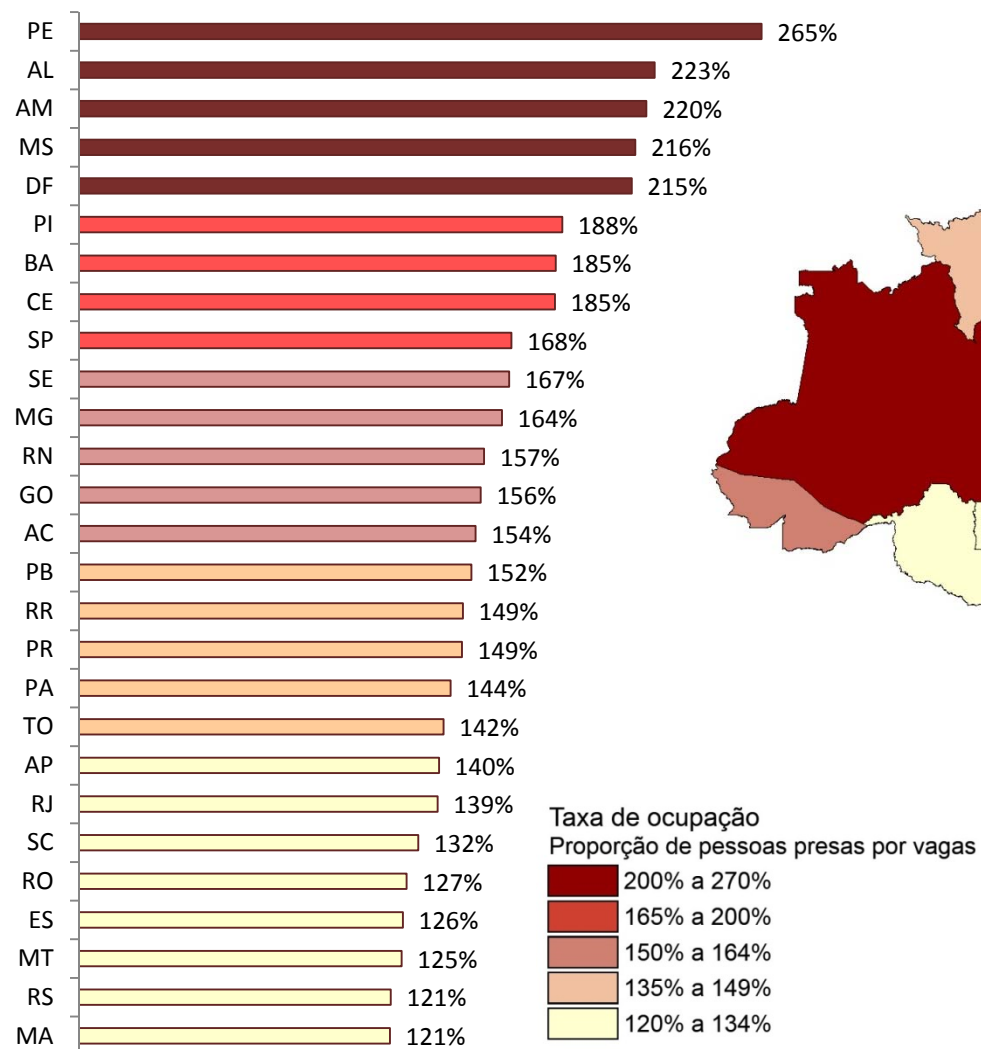 PE 265%
AL 223%
AM 220%
MS 216%
DF 215%
PI 188%
BA 185%
CE 185%
SP 168%
SE 167%
MG 164%
RN 157%
GO 156%
AC 154%
PB 152%
RR 149%
PR 149%
PA 144%
TO 142%
AP 140%
RJ 139%
SC 132%
RO 127%
ES 126%
MT 125%
RS 121%
MA 121%
Taxa de ocupação
Proporção de pessoas presas por vagas
200% a 270%
165% a 200%
150% a 164%
135% a 149%
120% a 134%